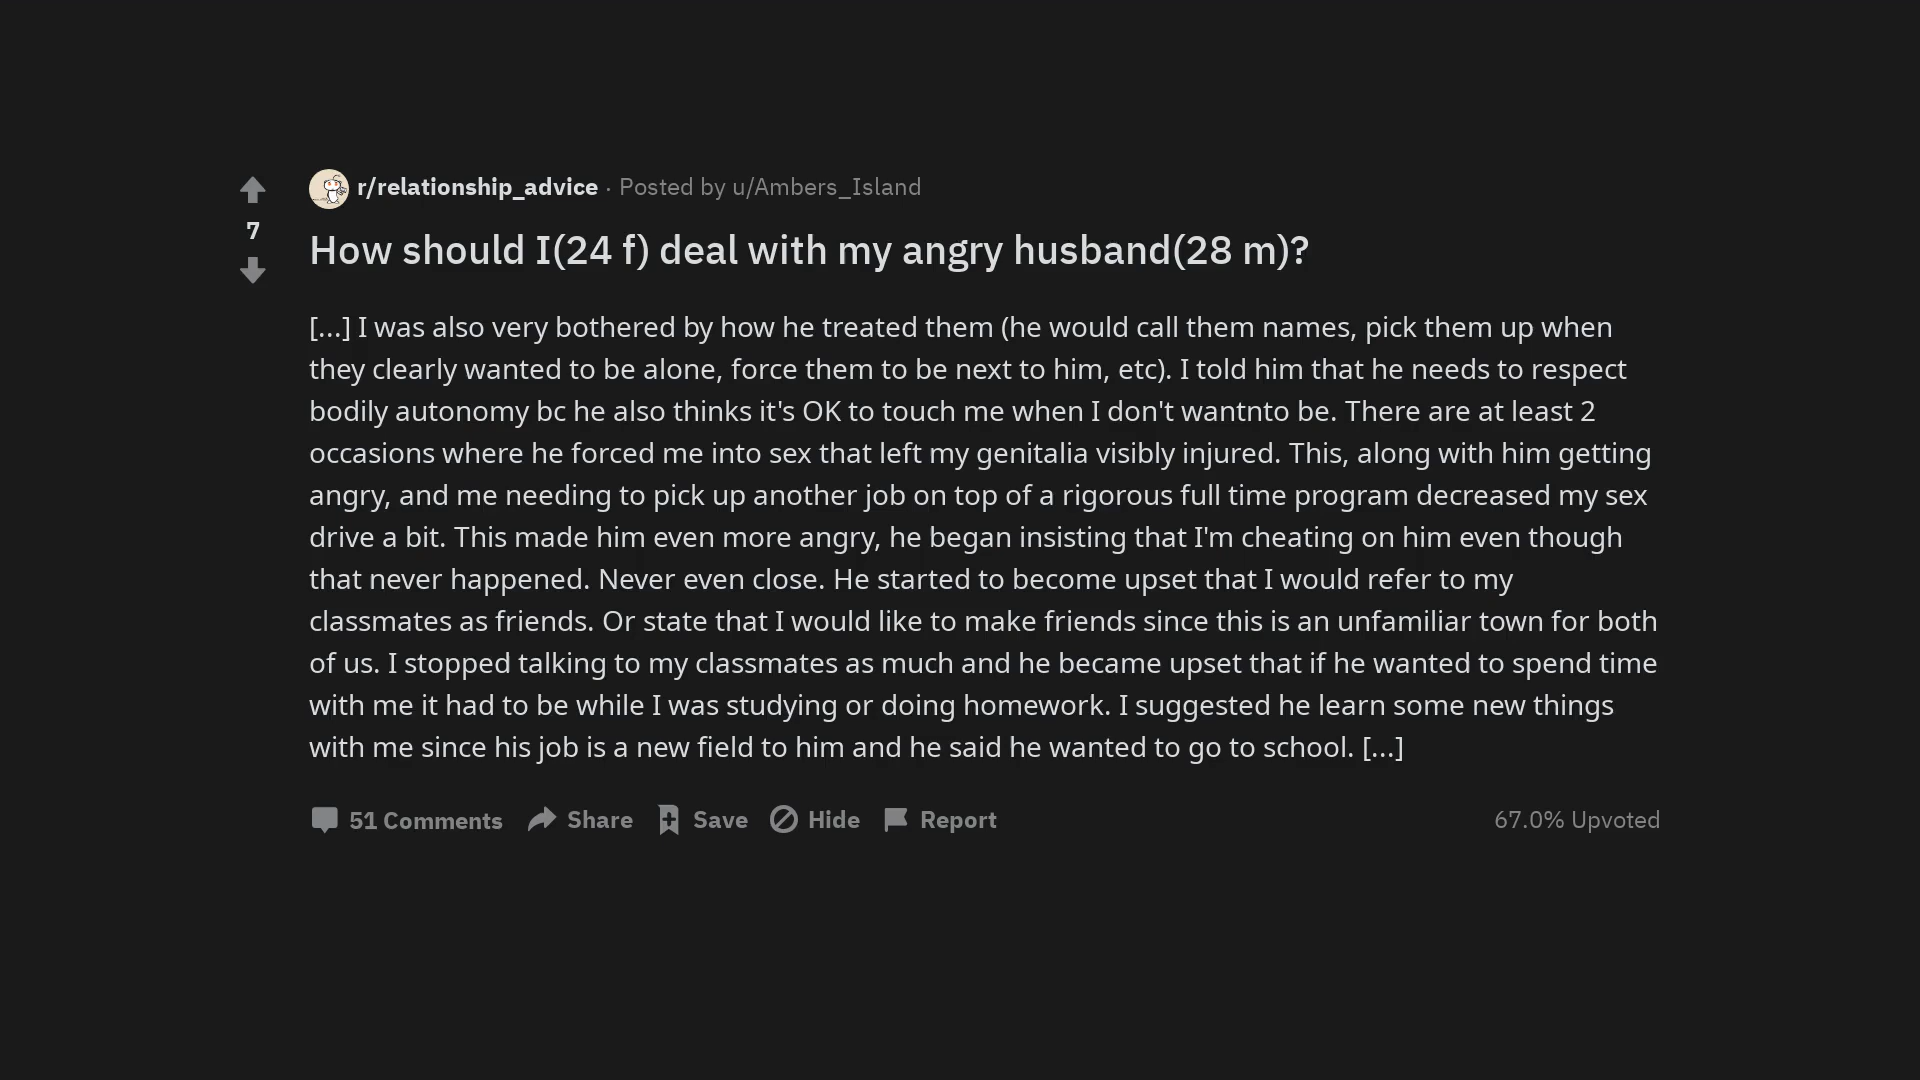 r/relationship_advice · Posted by u/Ambers_Island
7
How should I(24 f) deal with my angry husband(28 m)?
[...] I was also very bothered by how he treated them (he would call them names, pick them up when
they clearly wanted to be alone, force them to be next to him, etc). I told him that he needs to respect
bodily autonomy bc he also thinks it's OK to touch me when I don't wantnto be. There are at least 2
occasions where he forced me into sex that left my genitalia visibly injured. This, along with him getting
angry, and me needing to pick up another job on top of a rigorous full time program decreased my sex
drive a bit. This made him even more angry, he began insisting that I'm cheating on him even though
that never happened. Never even close. He started to become upset that I would refer to my
classmates as friends. Or state that I would like to make friends since this is an unfamiliar town for both
of us. I stopped talking to my classmates as much and he became upset that if he wanted to spend time
with me it had to be while I was studying or doing homework. I suggested he learn some new things
with me since his job is a new field to him and he said he wanted to go to school. [...]
51 Comments Share Save Hide Report 67.0% Upvoted